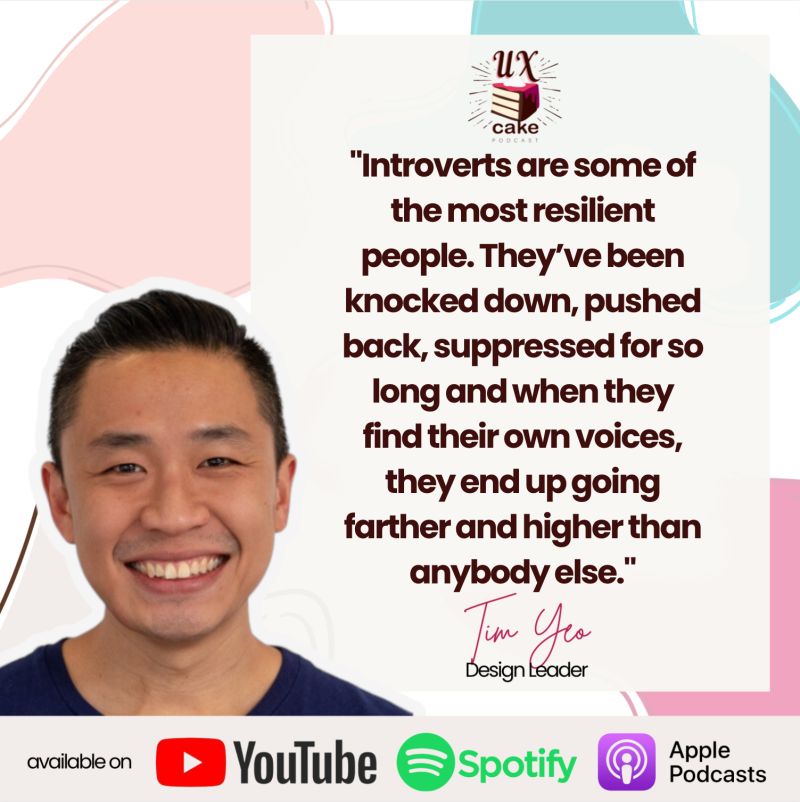 UX
cake
PODCAST
"Introverts are some of
the most resilient
people. They’ve been
knocked down, pushed
back, suppressed for so
long and when they
find their own voices,
they end up going
farther and higher than
anybody else."
Tim Yeo
Design Leader
available on
YouTube
Spotify
Apple
Podcasts